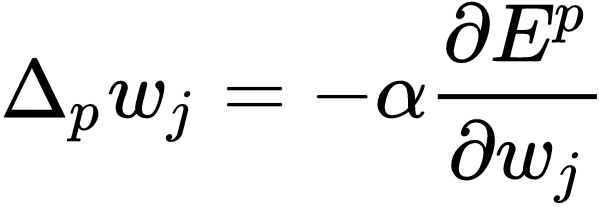 Δ_p w_j = −α ∂E^p / ∂w_j